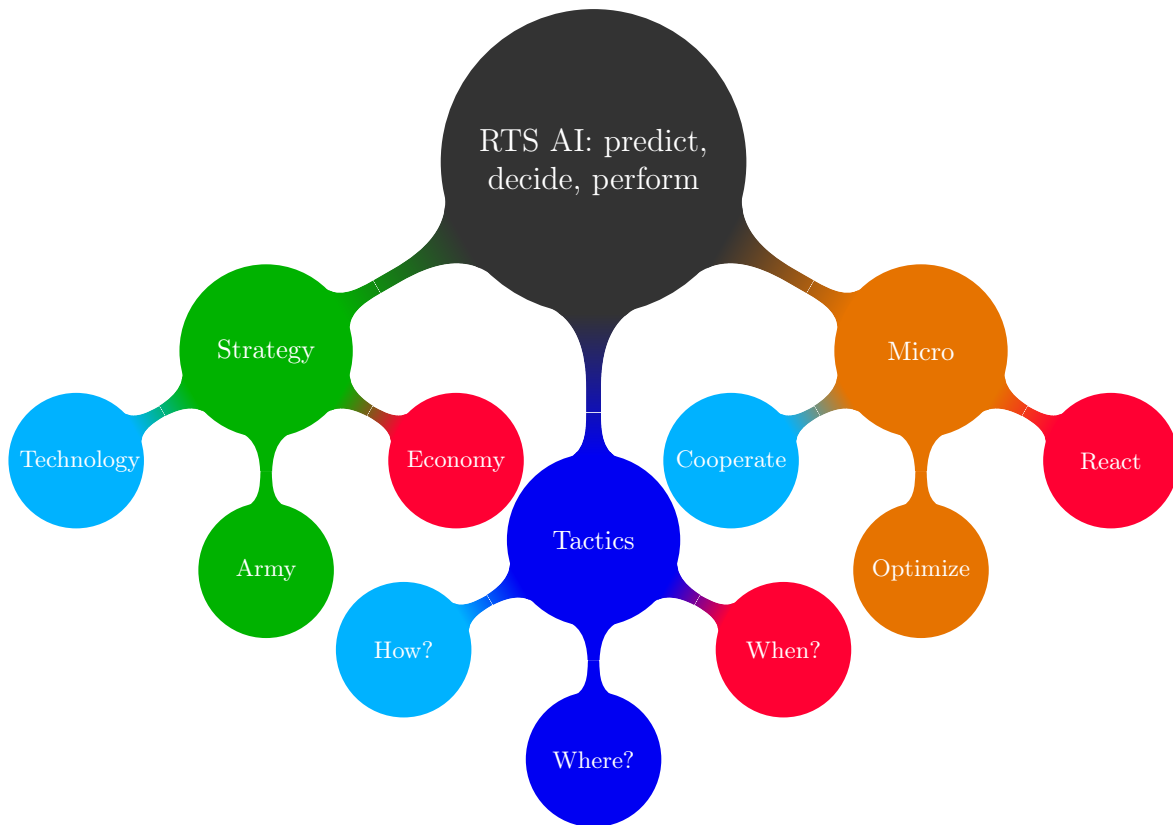 RTS AI: predict,
decide, perform
Strategy
Micro
Technology
Economy
Cooperate
React
Tactics
Army
Optimize
How?
When?
Where?